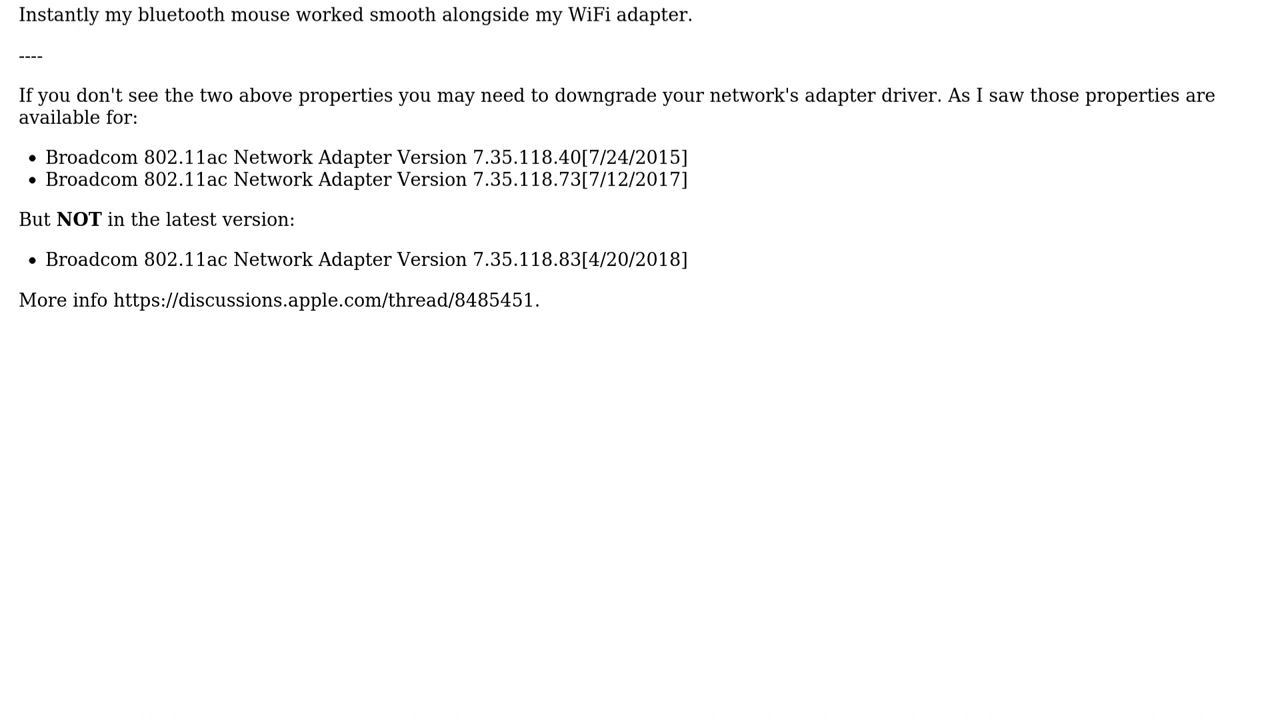 Instantly my bluetooth mouse worked smooth alongside my WiFi adapter.
----
If you don't see the two above properties you may need to downgrade your network's adapter driver. As I saw those properties are
available for:
• Broadcom 802.11ac Network Adapter Version 7.35.118.40[7/24/2015]
• Broadcom 802.11ac Network Adapter Version 7.35.118.73[7/12/2017]
But NOT in the latest version:
• Broadcom 802.11ac Network Adapter Version 7.35.118.83[4/20/2018]
More info https://discussions.apple.com/thread/8485451.